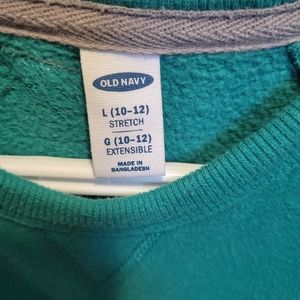 OLD NAVY
L (10-12)
STRETCH
G (10-12)
EXTENSIBLE
MADE IN
BANGLADESH